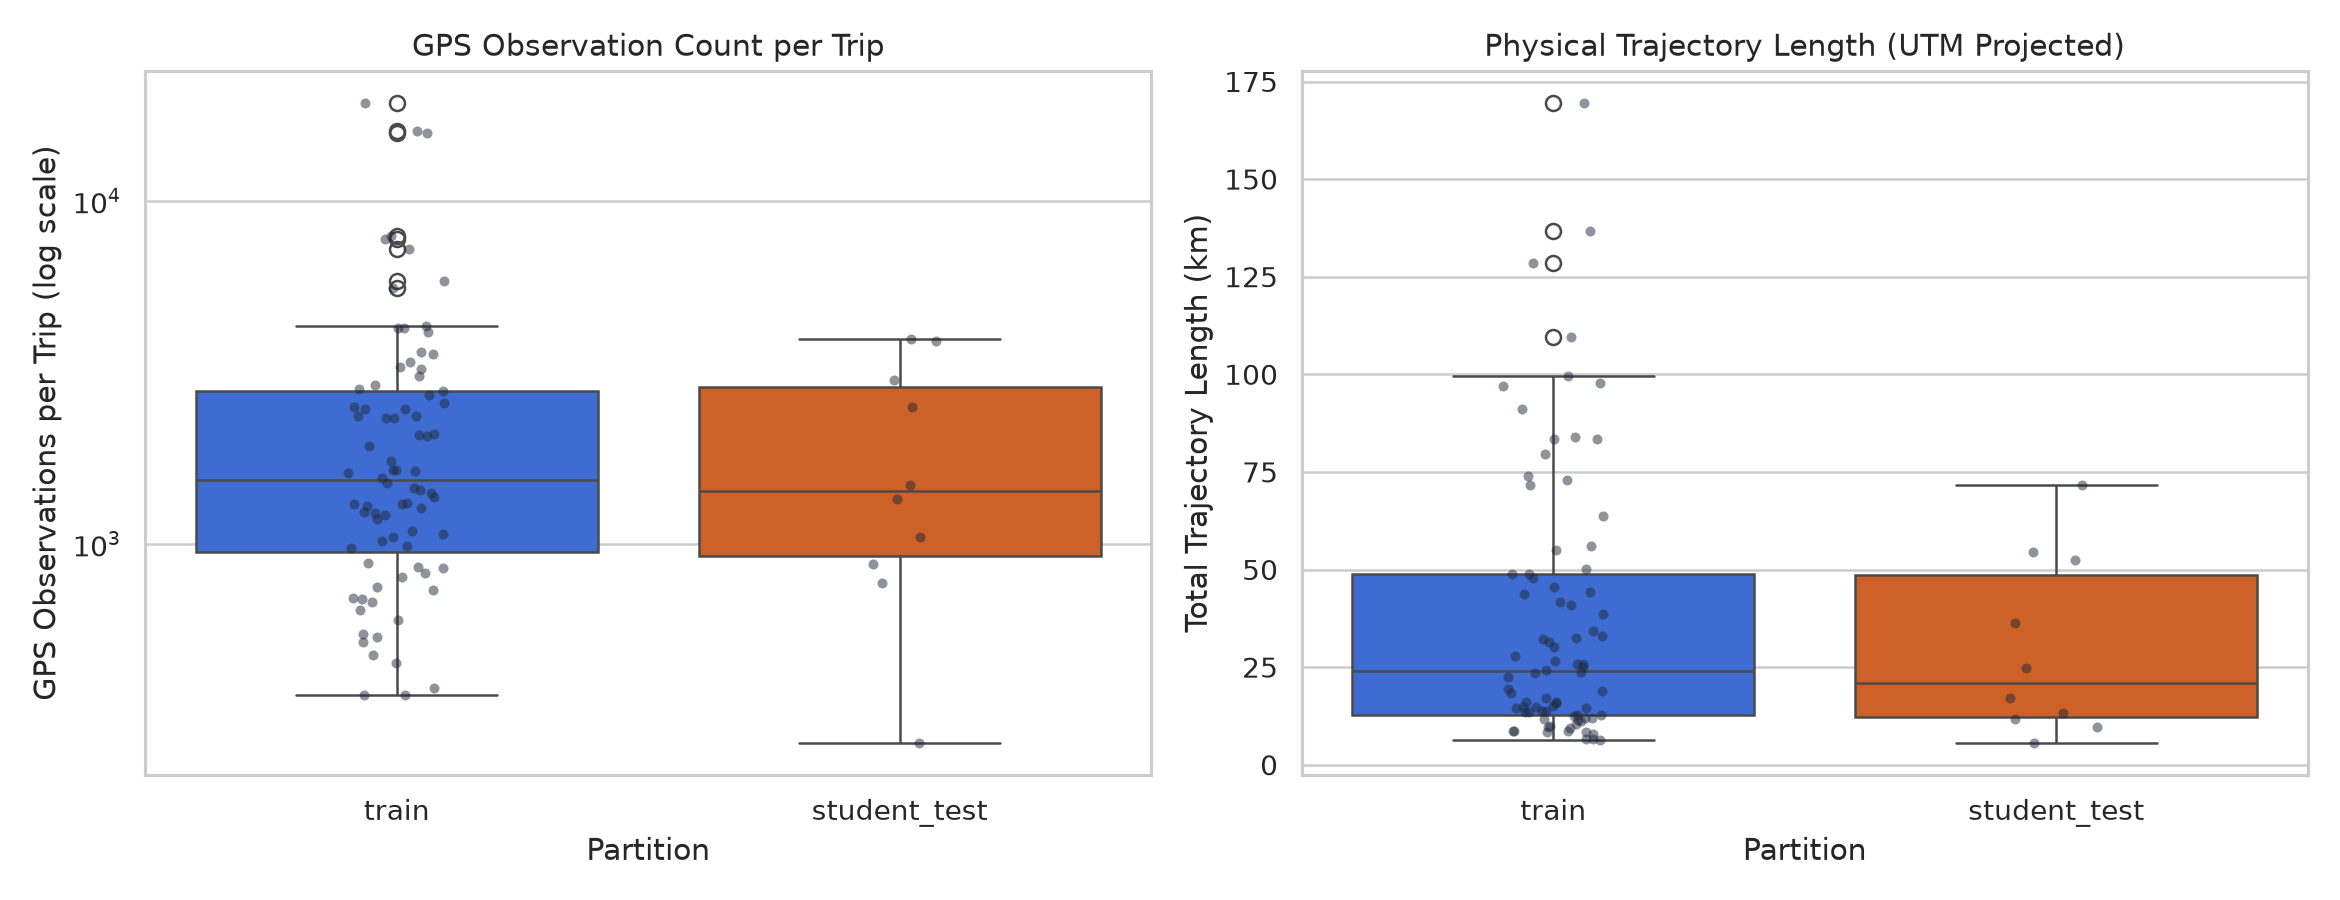 GPS Observation Count per Trip
GPS Observations per Trip (log scale)
10⁴
10³
train
student_test
Partition
Physical Trajectory Length (UTM Projected)
Total Trajectory Length (km)
175
150
125
100
75
50
25
0
train
student_test
Partition